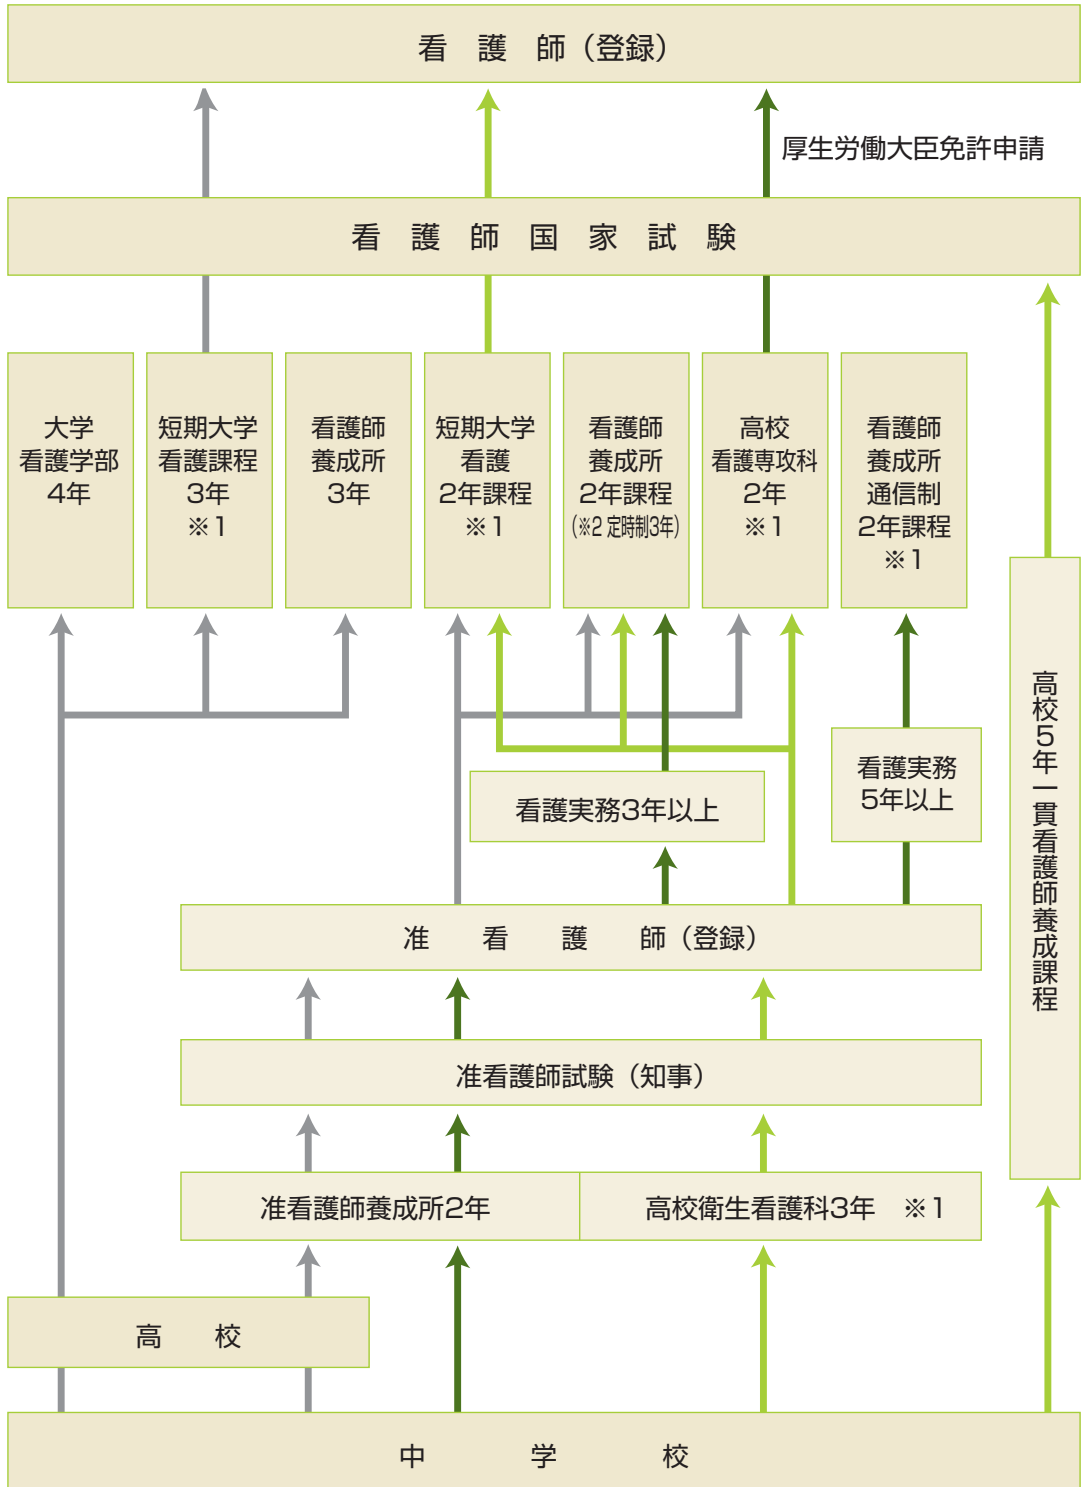 看　護　師（登録）
厚生労働大臣免許申請
看　護　師　国　家　試　験
大学
看護学部
4年
短期大学
看護課程
3年
※1
看護師
養成所
3年
短期大学
看護
2年課程
※1
看護師
養成所
2年課程
（※2 定時制3年）
高校
看護専攻科
2年
※1
看護師
養成所
通信制
2年課程
※1
高校5年一貫看護師養成課程
看護実務3年以上
看護実務
5年以上
准　看　護　師（登録）
准看護師試験（知事）
准看護師養成所2年
高校衛生看護科3年　※1
高　校
中　学　校